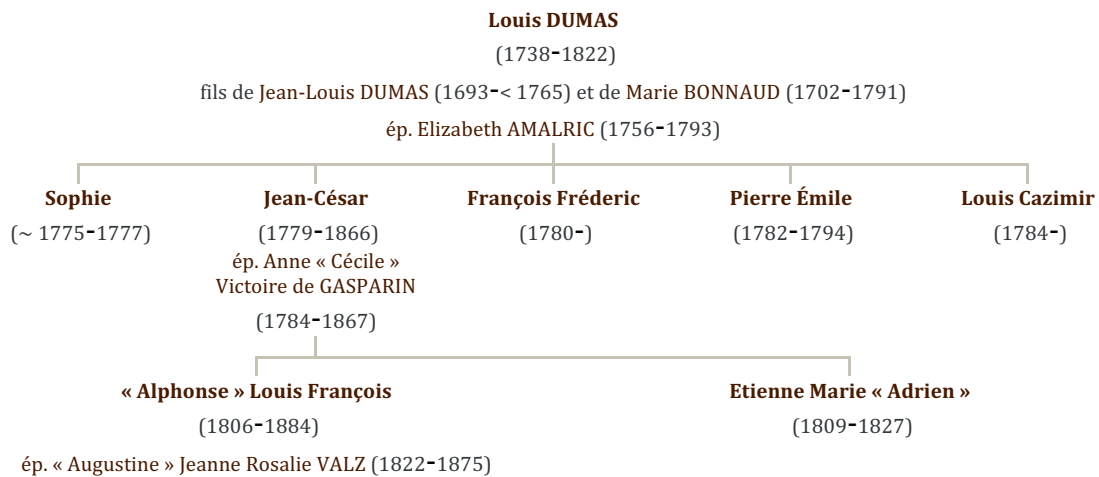 Louis DUMAS
(1738-1822)
fils de Jean-Louis DUMAS (1693-< 1765) et de Marie BONNAUD (1702-1791)
ép. Elizabeth AMALRIC (1756-1793)
Sophie
(~ 1775-1777)
Jean-César
(1779-1866)
ép. Anne « Cécile »
Victoire de GASPARIN
(1784-1867)
François Fréderic
(1780-)
Pierre Émile
(1782-1794)
Louis Cazimir
(1784-)
« Alphonse » Louis François
(1806-1884)
ép. « Augustine » Jeanne Rosalie VALZ (1822-1875)
Etienne Marie « Adrien »
(1809-1827)